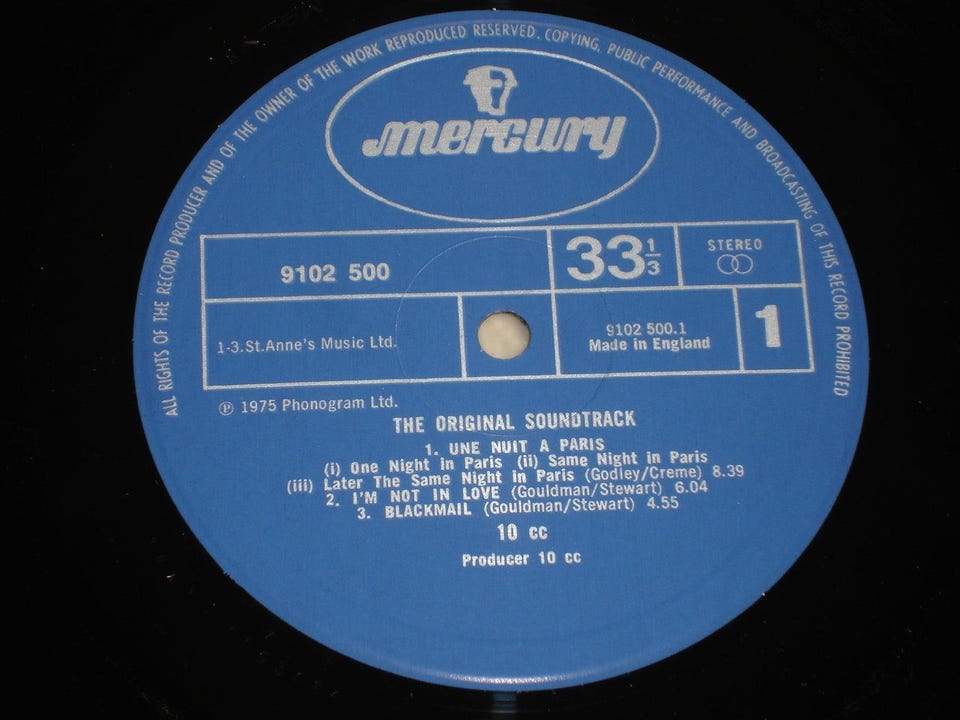 ALL RIGHTS OF THE RECORD PRODUCER AND OF THE OWNER OF THE WORK REPRODUCED RESERVED. COPYING, PUBLIC PERFORMANCE AND BROADCASTING OF THIS RECORD PROHIBITED
mercury
9102 500
33 1/3
STEREO
1-3.St.Anne's Music Ltd.
9102 500.1
Made in England
1
℗ 1975 Phonogram Ltd.
THE ORIGINAL SOUNDTRACK
1. UNE NUIT A PARIS
(i) One Night in Paris (ii) Same Night in Paris
(iii) Later The Same Night in Paris (Godley/Creme) 8.39
2. I'M NOT IN LOVE (Gouldman/Stewart) 6.04
3. BLACKMAIL (Gouldman/Stewart) 4.55
10 cc
Producer 10 cc